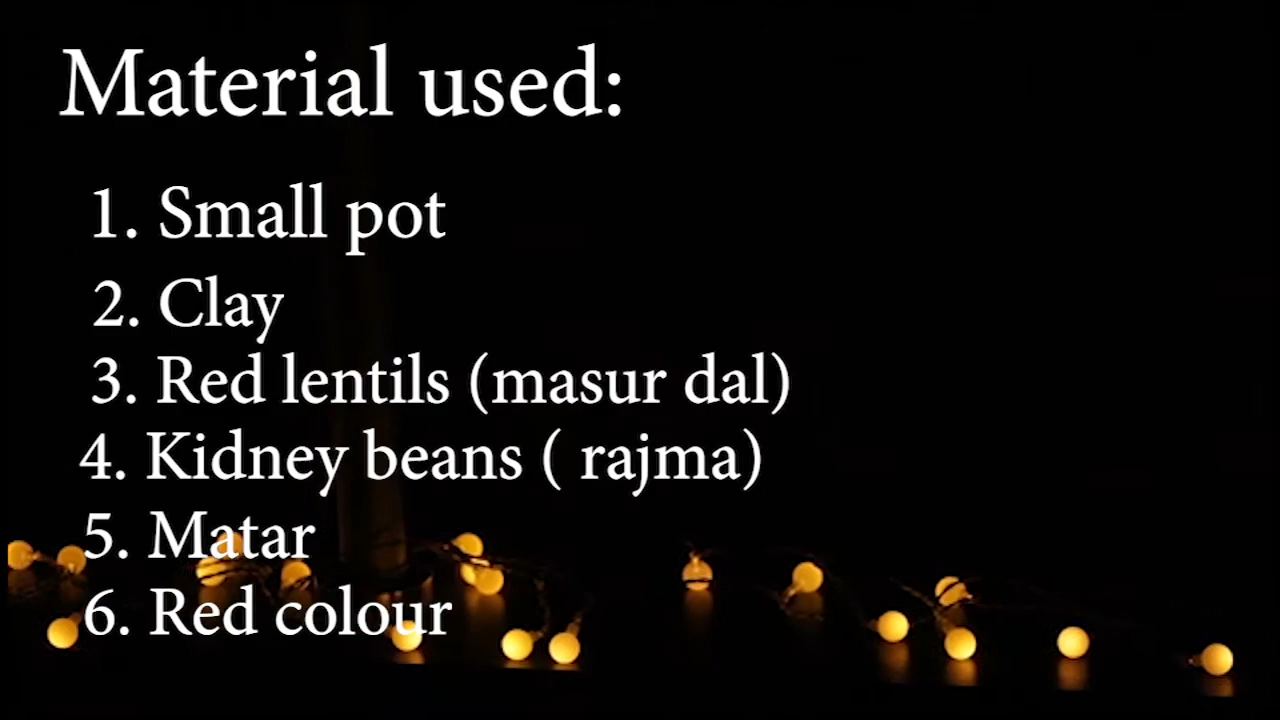 Material used:
1. Small pot
2. Clay
3. Red lentils (masur dal)
4. Kidney beans ( rajma)
5. Matar
6. Red colour